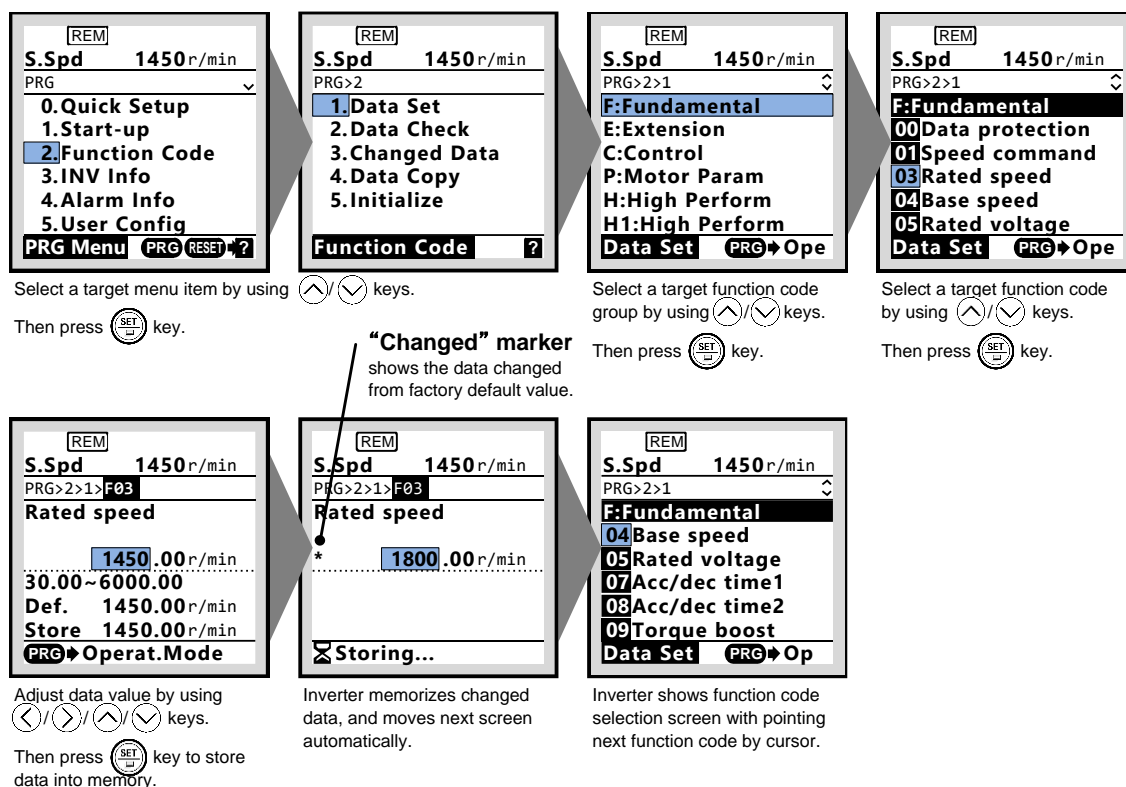 REM
S.Spd 1450r/min
PRG
0.Quick Setup
1.Start-up
2.Function Code
3.INV Info
4.Alarm Info
5.User Config
PRG Menu PRG RESET ?
REM
S.Spd 1450r/min
PRG>2
1.Data Set
2.Data Check
3.Changed Data
4.Data Copy
5.Initialize
Function Code ?
Select a target menu item by using / keys.
Then press SET key.
REM
S.Spd 1450r/min
PRG>2>1
F:Fundamental
E:Extension
C:Control
P:Motor Param
H:High Perform
H1:High Perform
Data Set PRG Ope
Select a target function code
group by using / keys.
Then press SET key.
REM
S.Spd 1450r/min
PRG>2>1
F:Fundamental
00 Data protection
01 Speed command
03 Rated speed
04 Base speed
05 Rated voltage
Data Set PRG Ope
Select a target function code
by using / keys.
Then press SET key.
“Changed” marker
shows the data changed
from factory default value.
REM
S.Spd 1450r/min
PRG>2>1>F03
Rated speed
1450.00r/min
30.00~6000.00
Def. 1450.00r/min
Store 1450.00r/min
PRG Operat.Mode
Adjust data value by using
/ / / keys.
Then press SET key to store
data into memory.
REM
S.Spd 1450r/min
PRG>2>1>F03
Rated speed
* 1800.00r/min
Storing...
Inverter memorizes changed
data, and moves next screen
automatically.
REM
S.Spd 1450r/min
PRG>2>1
F:Fundamental
04 Base speed
05 Rated voltage
07 Acc/dec time1
08 Acc/dec time2
09 Torque boost
Data Set PRG Op
Inverter shows function code
selection screen with pointing
next function code by cursor.